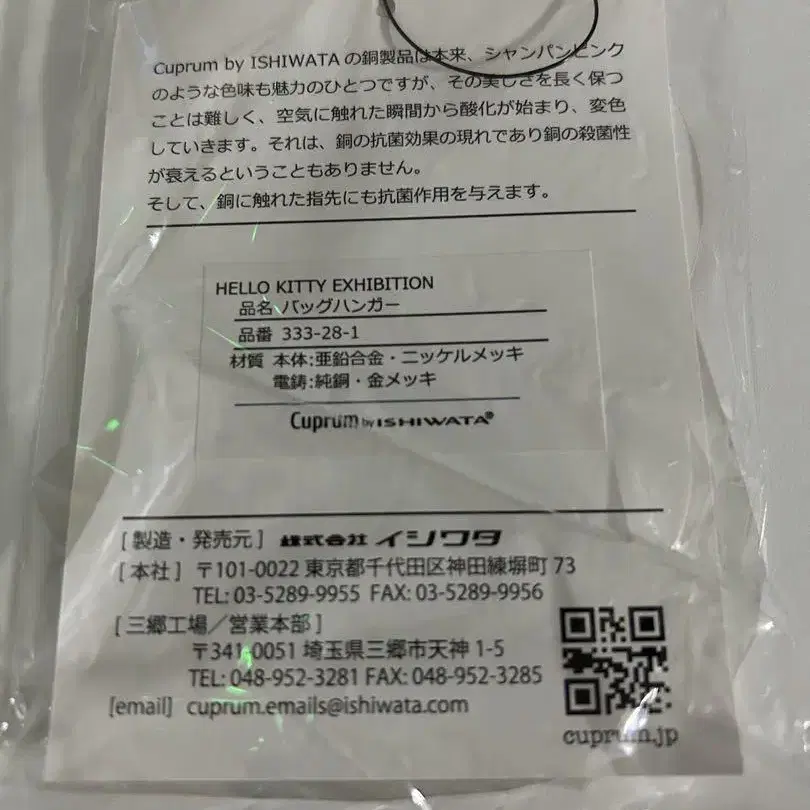 Cuprum by ISHIWATA の銅製品は本来、シャンパンピンク
のような色味も魅力のひとつですが、その美しさを長く保つ
ことは難しく、空気に触れた瞬間から酸化が始まり、変色
していきます。それは、銅の抗菌効果の現れであり銅の殺菌性
が衰えるということもありません。
そして、銅に触れた指先にも抗菌作用を与えます。
HELLO KITTY EXHIBITION
品名 バッグハンガー
品番 333-28-1
材質 本体:亜鉛合金・ニッケルメッキ
電鋳:純銅・金メッキ
Cuprum by ISHIWATA®
[製造・発売元] 株式会社 イシワタ
[本社] 〒101-0022 東京都千代田区神田練塀町 73
TEL: 03-5289-9955 FAX: 03-5289-9956
[三郷工場／営業本部]
〒341-0051 埼玉県三郷市天神 1-5
TEL: 048-952-3281 FAX: 048-952-3285
[email] cuprum.emails@ishiwata.com
cuprum.jp